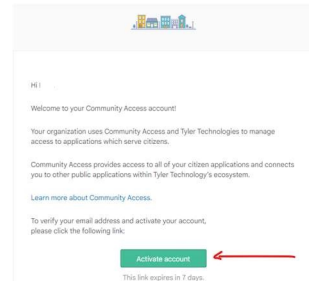 Hi
Welcome to your Community Access account!
Your organization uses Community Access and Tyler Technologies to manage
access to applications which serve citizens.
Community Access provides access to all of your citizen applications and connects
you to other public applications within Tyler Technology's ecosystem.
Learn more about Community Access.
To verify your email address and activate your account,
please click the following link:
Activate account
This link expires in 7 days.